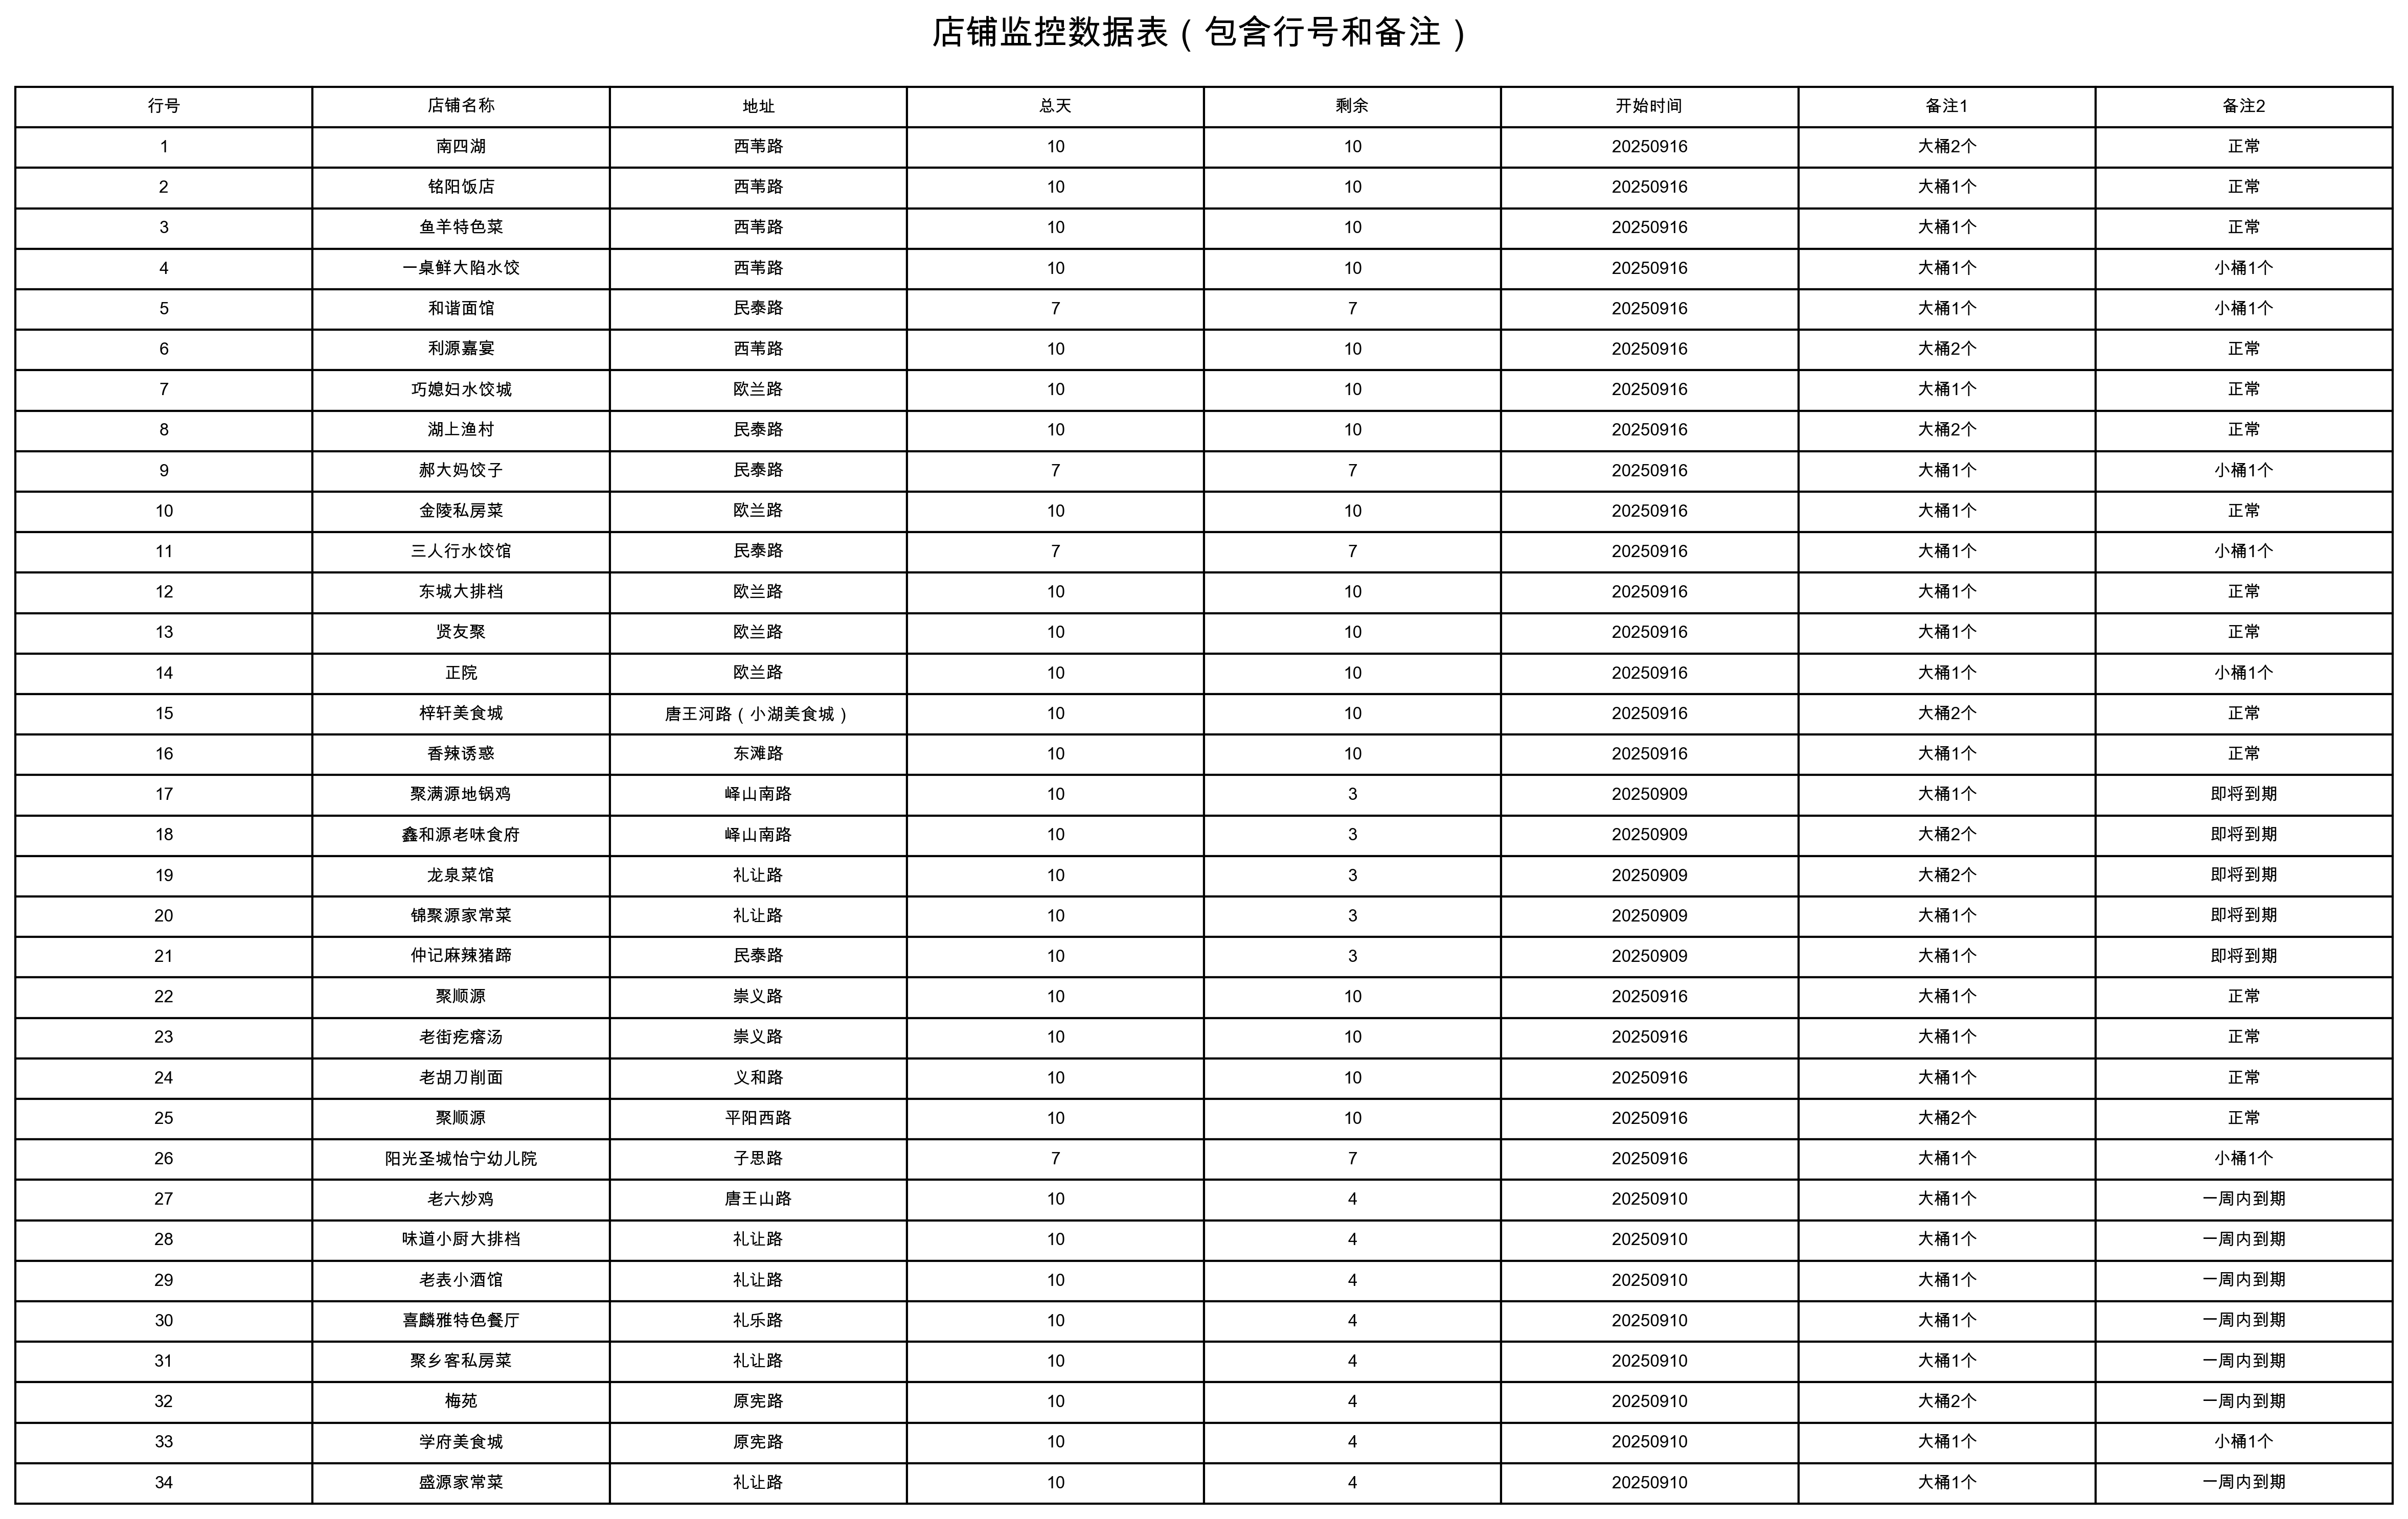 店铺监控数据表（包含行号和备注）
行号 店铺名称 地址 总天 剩余 开始时间 备注1 备注2
1 南四湖 西苇路 10 10 20250916 大桶2个 正常
2 铭阳饭店 西苇路 10 10 20250916 大桶1个 正常
3 鱼羊特色菜 西苇路 10 10 20250916 大桶1个 正常
4 一桌鲜大陷水饺 西苇路 10 10 20250916 大桶1个 小桶1个
5 和谐面馆 民泰路 7 7 20250916 大桶1个 小桶1个
6 利源嘉宴 西苇路 10 10 20250916 大桶2个 正常
7 巧媳妇水饺城 欧兰路 10 10 20250916 大桶1个 正常
8 湖上渔村 民泰路 10 10 20250916 大桶2个 正常
9 郝大妈饺子 民泰路 7 7 20250916 大桶1个 小桶1个
10 金陵私房菜 欧兰路 10 10 20250916 大桶1个 正常
11 三人行水饺馆 民泰路 7 7 20250916 大桶1个 小桶1个
12 东城大排档 欧兰路 10 10 20250916 大桶1个 正常
13 贤友聚 欧兰路 10 10 20250916 大桶1个 正常
14 正院 欧兰路 10 10 20250916 大桶1个 小桶1个
15 梓轩美食城 唐王河路（小湖美食城） 10 10 20250916 大桶2个 正常
16 香辣诱惑 东滩路 10 10 20250916 大桶1个 正常
17 聚满源地锅鸡 峄山南路 10 3 20250909 大桶1个 即将到期
18 鑫和源老味食府 峄山南路 10 3 20250909 大桶2个 即将到期
19 龙泉菜馆 礼让路 10 3 20250909 大桶2个 即将到期
20 锦聚源家常菜 礼让路 10 3 20250909 大桶1个 即将到期
21 仲记麻辣猪蹄 民泰路 10 3 20250909 大桶1个 即将到期
22 聚顺源 崇义路 10 10 20250916 大桶1个 正常
23 老街疙瘩汤 崇义路 10 10 20250916 大桶1个 正常
24 老胡刀削面 义和路 10 10 20250916 大桶1个 正常
25 聚顺源 平阳西路 10 10 20250916 大桶2个 正常
26 阳光圣城怡宁幼儿院 子思路 7 7 20250916 大桶1个 小桶1个
27 老六炒鸡 唐王山路 10 4 20250910 大桶1个 一周内到期
28 味道小厨大排档 礼让路 10 4 20250910 大桶1个 一周内到期
29 老表小酒馆 礼让路 10 4 20250910 大桶1个 一周内到期
30 喜麟雅特色餐厅 礼乐路 10 4 20250910 大桶1个 一周内到期
31 聚乡客私房菜 礼让路 10 4 20250910 大桶1个 一周内到期
32 梅苑 原宪路 10 4 20250910 大桶2个 一周内到期
33 学府美食城 原宪路 10 4 20250910 大桶1个 小桶1个
34 盛源家常菜 礼让路 10 4 20250910 大桶1个 一周内到期